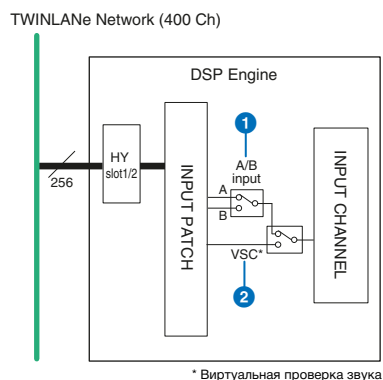 TWINLANe Network (400 Ch)
DSP Engine
1
HY
slot1/2
256
INPUT PATCH
A/B
input
A
B
VSC*
2
INPUT CHANNEL
* Виртуальная проверка звука